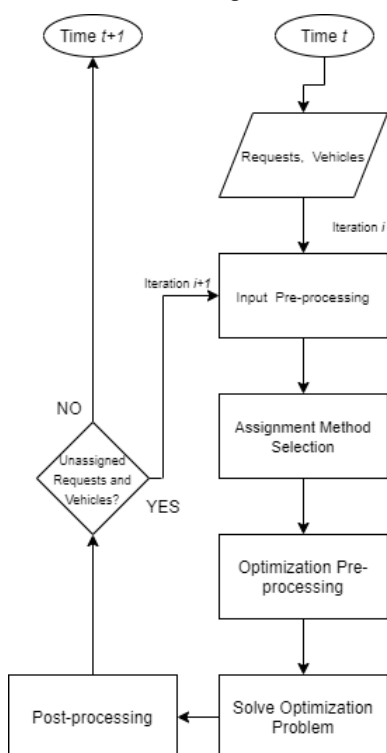 Time t+1
Time t
Requests, Vehicles
Iteration i
Iteration i+1
Input Pre-processing
Assignment Method
Selection
NO
Unassigned
Requests and
Vehicles?
YES
Optimization Pre-
processing
Post-processing
Solve Optimization
Problem